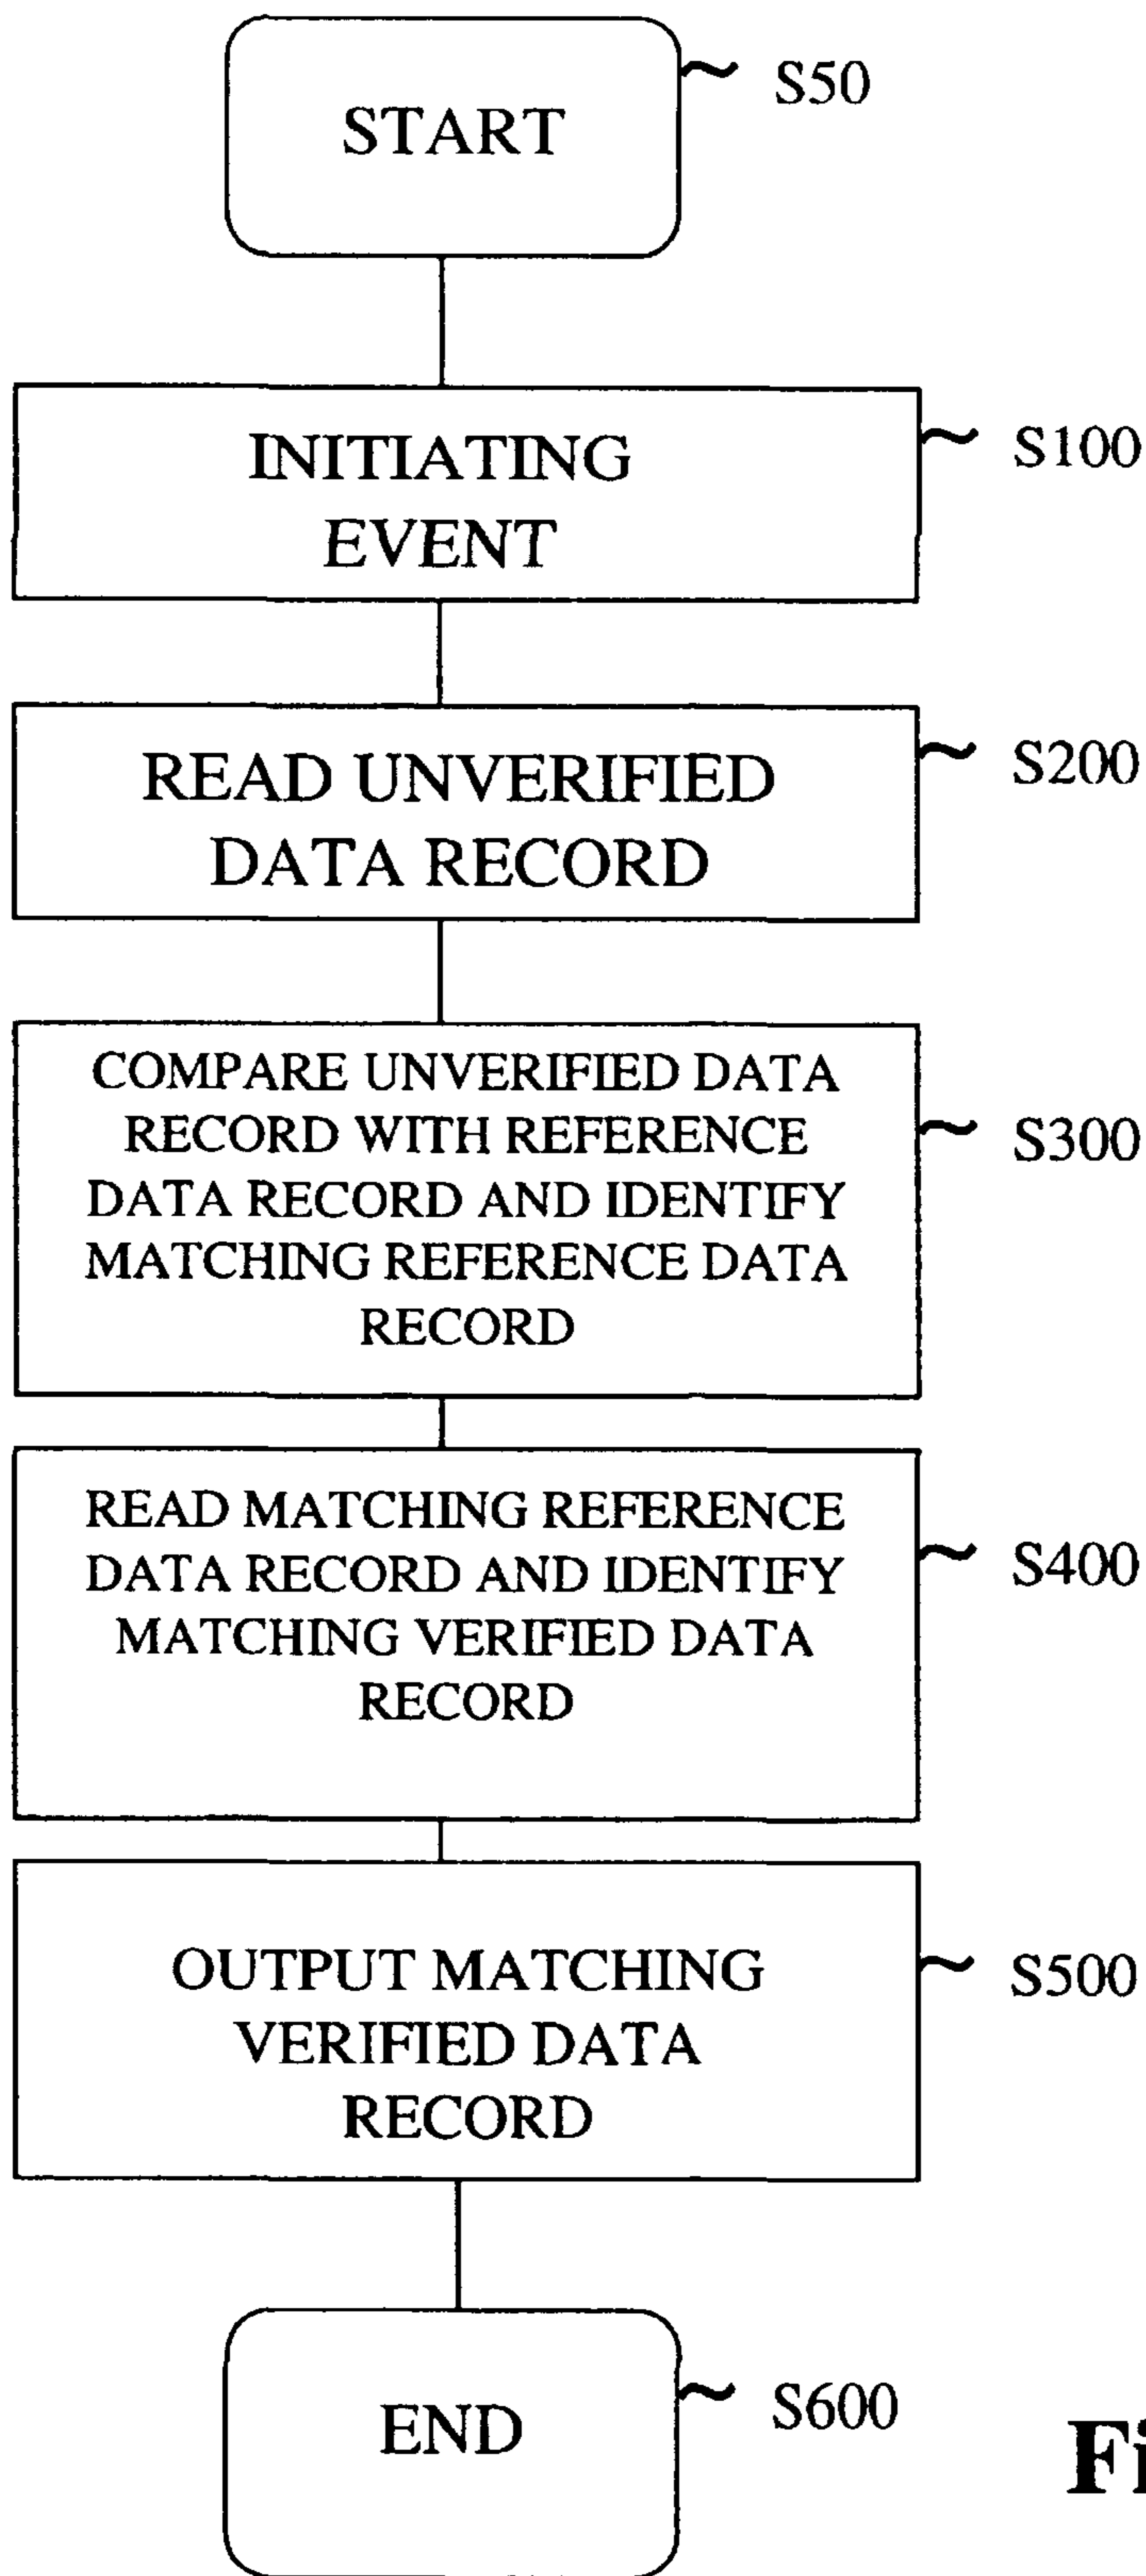 START
S50
INITIATING
EVENT
S100
READ UNVERIFIED
DATA RECORD
S200
COMPARE UNVERIFIED DATA
RECORD WITH REFERENCE
DATA RECORD AND IDENTIFY
MATCHING REFERENCE DATA
RECORD
S300
READ MATCHING REFERENCE
DATA RECORD AND IDENTIFY
MATCHING VERIFIED DATA
RECORD
S400
OUTPUT MATCHING
VERIFIED DATA
RECORD
S500
END
S600